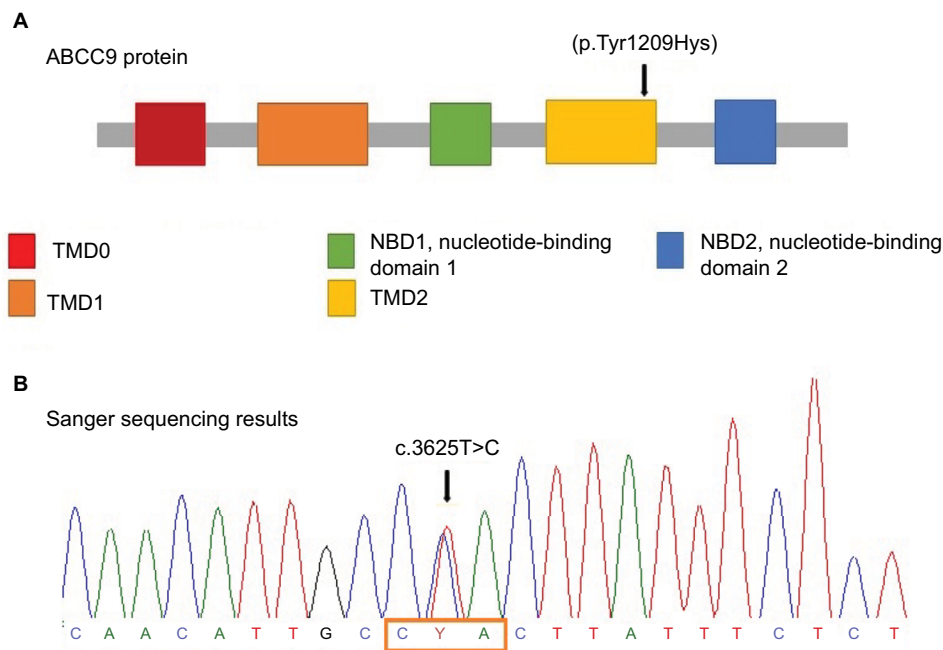 A
ABCC9 protein
(p.Tyr1209Hys)
TMD0
NBD1, nucleotide-binding
domain 1
NBD2, nucleotide-binding
domain 2
TMD1
TMD2
B
Sanger sequencing results
c.3625T>C
C A A C A T T G C C Y A C T T A T T T C T C T